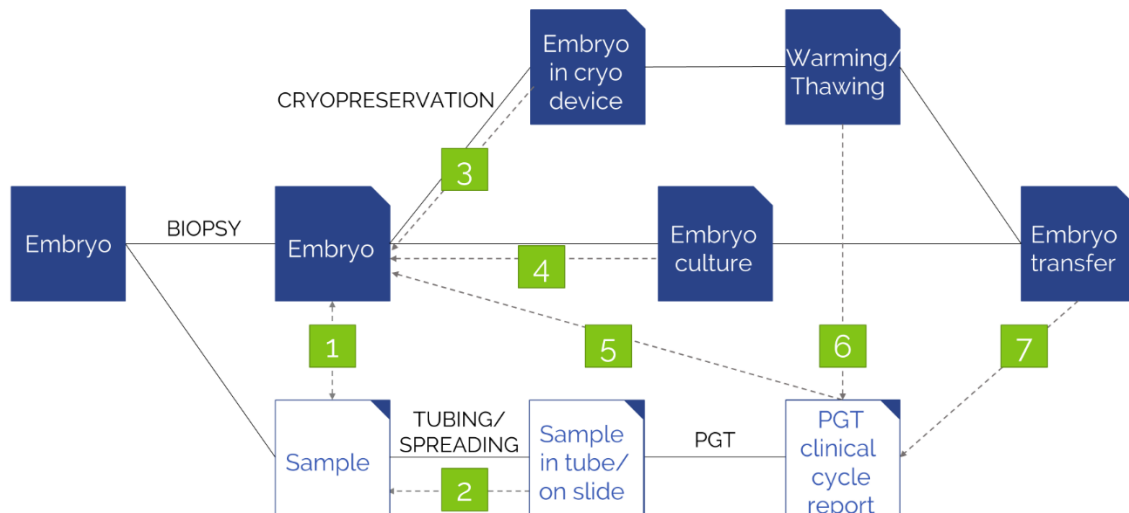 Embryo
in cryo
device
Warming/
Thawing
CRYOPRESERVATION
3
Embryo
BIOPSY
Embryo
4
Embryo
culture
Embryo
transfer
1
5
6
7
Sample
TUBING/
SPREADING
2
Sample
in tube/
on slide
PGT
PGT
clinical
cycle
report